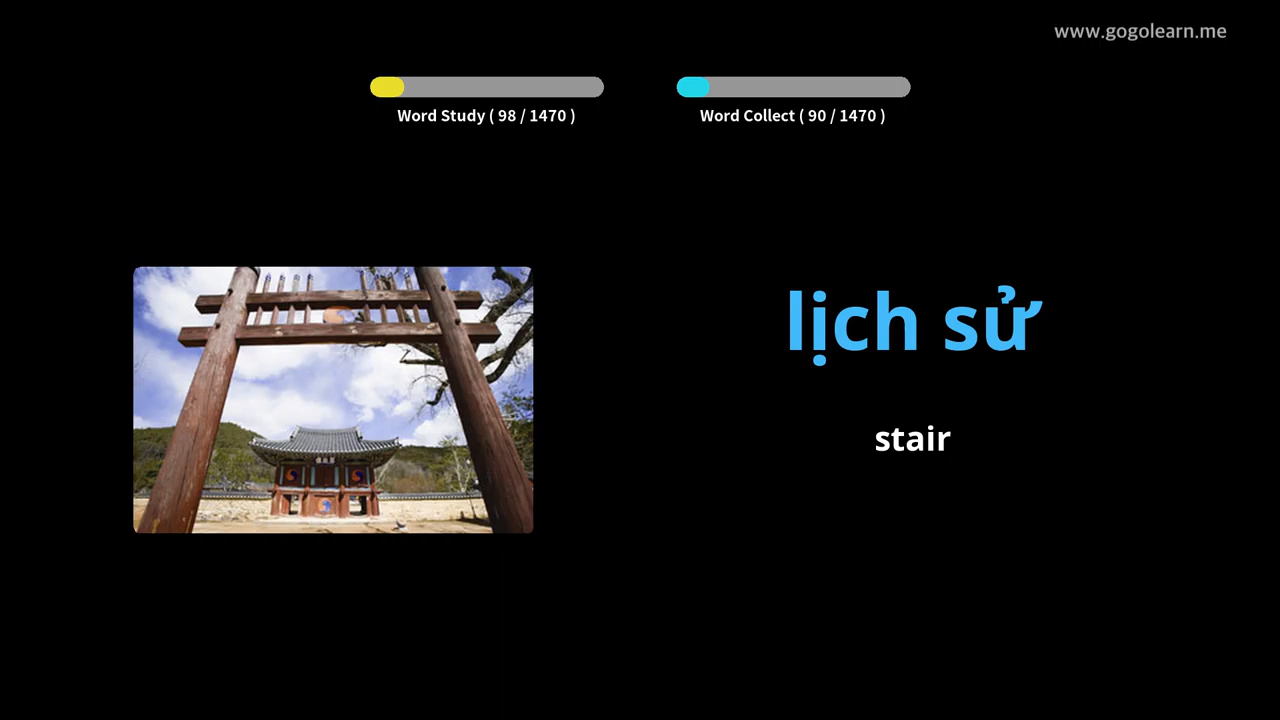 www.gogolearn.me
Word Study ( 98 / 1470 )
Word Collect ( 90 / 1470 )
lịch sử
stair